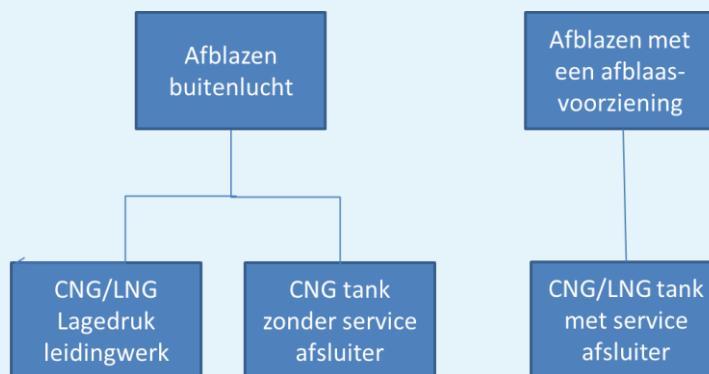 Afblazen
buitenlucht
Afblazen met
een afblaas-
voorziening
CNG/LNG
Lagedruk
leidingwerk
CNG tank
zonder service
afsluiter
CNG/LNG tank
met service
afsluiter